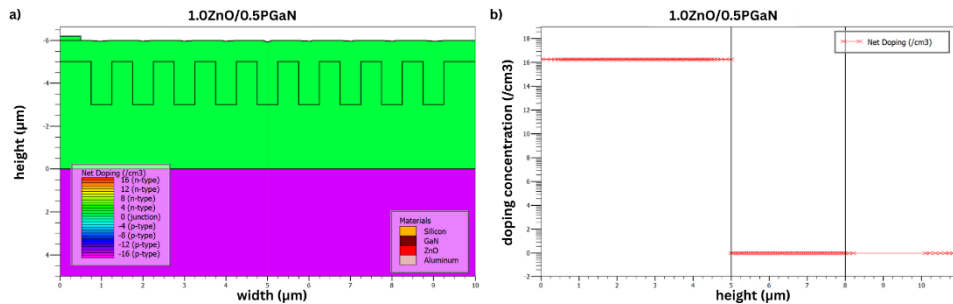 a)
1.0ZnO/0.5PGaN
height (µm)
-6
-4
-2
0
2
4
Net Doping (/cm3)
16 (n-type)
12 (n-type)
8 (n-type)
4 (n-type)
0 (junction)
-4 (p-type)
-8 (p-type)
-12 (p-type)
-16 (p-type)
Materials
Silicon
GaN
ZnO
Aluminum
0 1 2 3 4 5 6 7 8 9 10
width (µm)
b)
1.0ZnO/0.5PGaN
doping concentration (/cm3)
18
16
14
12
10
8
6
4
2
0
-2
Net Doping (/cm3)
0 1 2 3 4 5 6 7 8 9 10
height (µm)